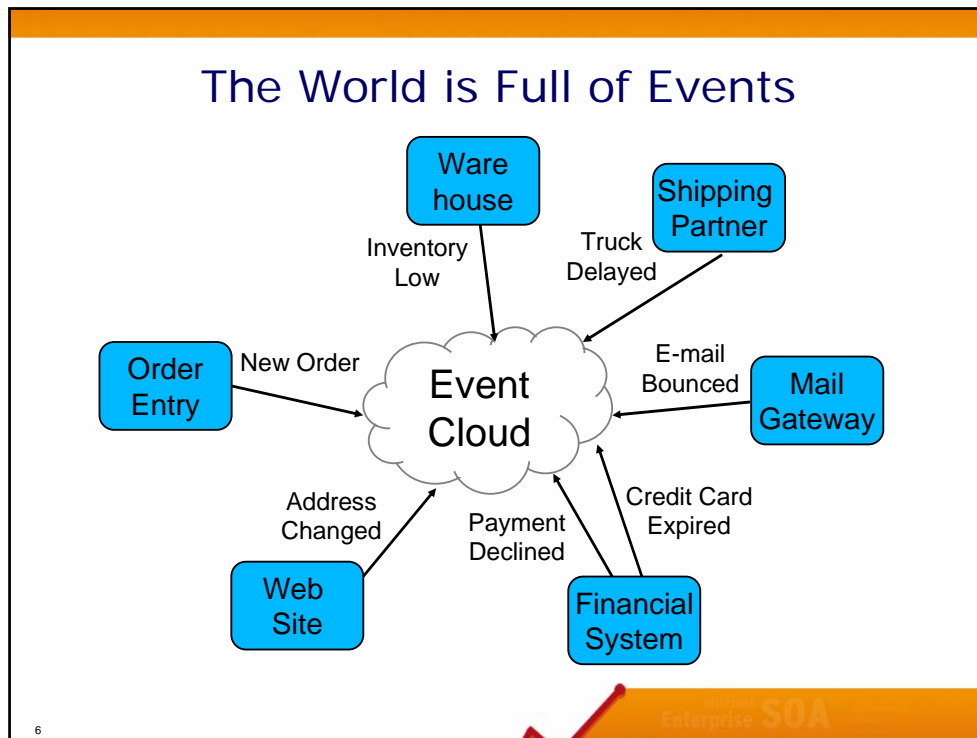 The World is Full of Events
Ware
house
Shipping
Partner
Inventory
Low
Truck
Delayed
Order
Entry
New Order
Event
Cloud
E-mail
Bounced
Mail
Gateway
Address
Changed
Payment
Declined
Credit Card
Expired
Web
Site
Financial
System
6
Enterprise SOA